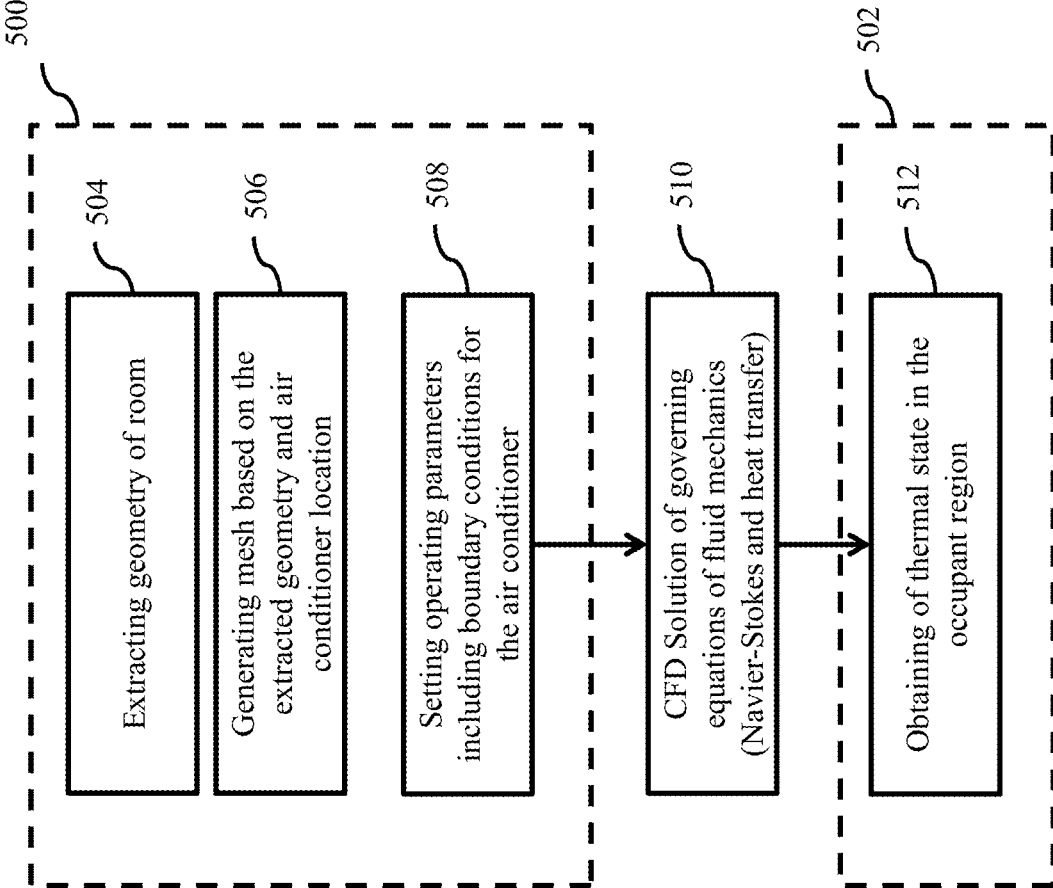 500
504
Extracting geometry of room
506
Generating mesh based on the
extracted geometry and air
conditioner location
508
Setting operating parameters
including boundary conditions for
the air conditioner
510
CFD Solution of governing
equations of fluid mechanics
(Navier-Stokes and heat transfer)
502
512
Obtaining of thermal state in the
occupant region